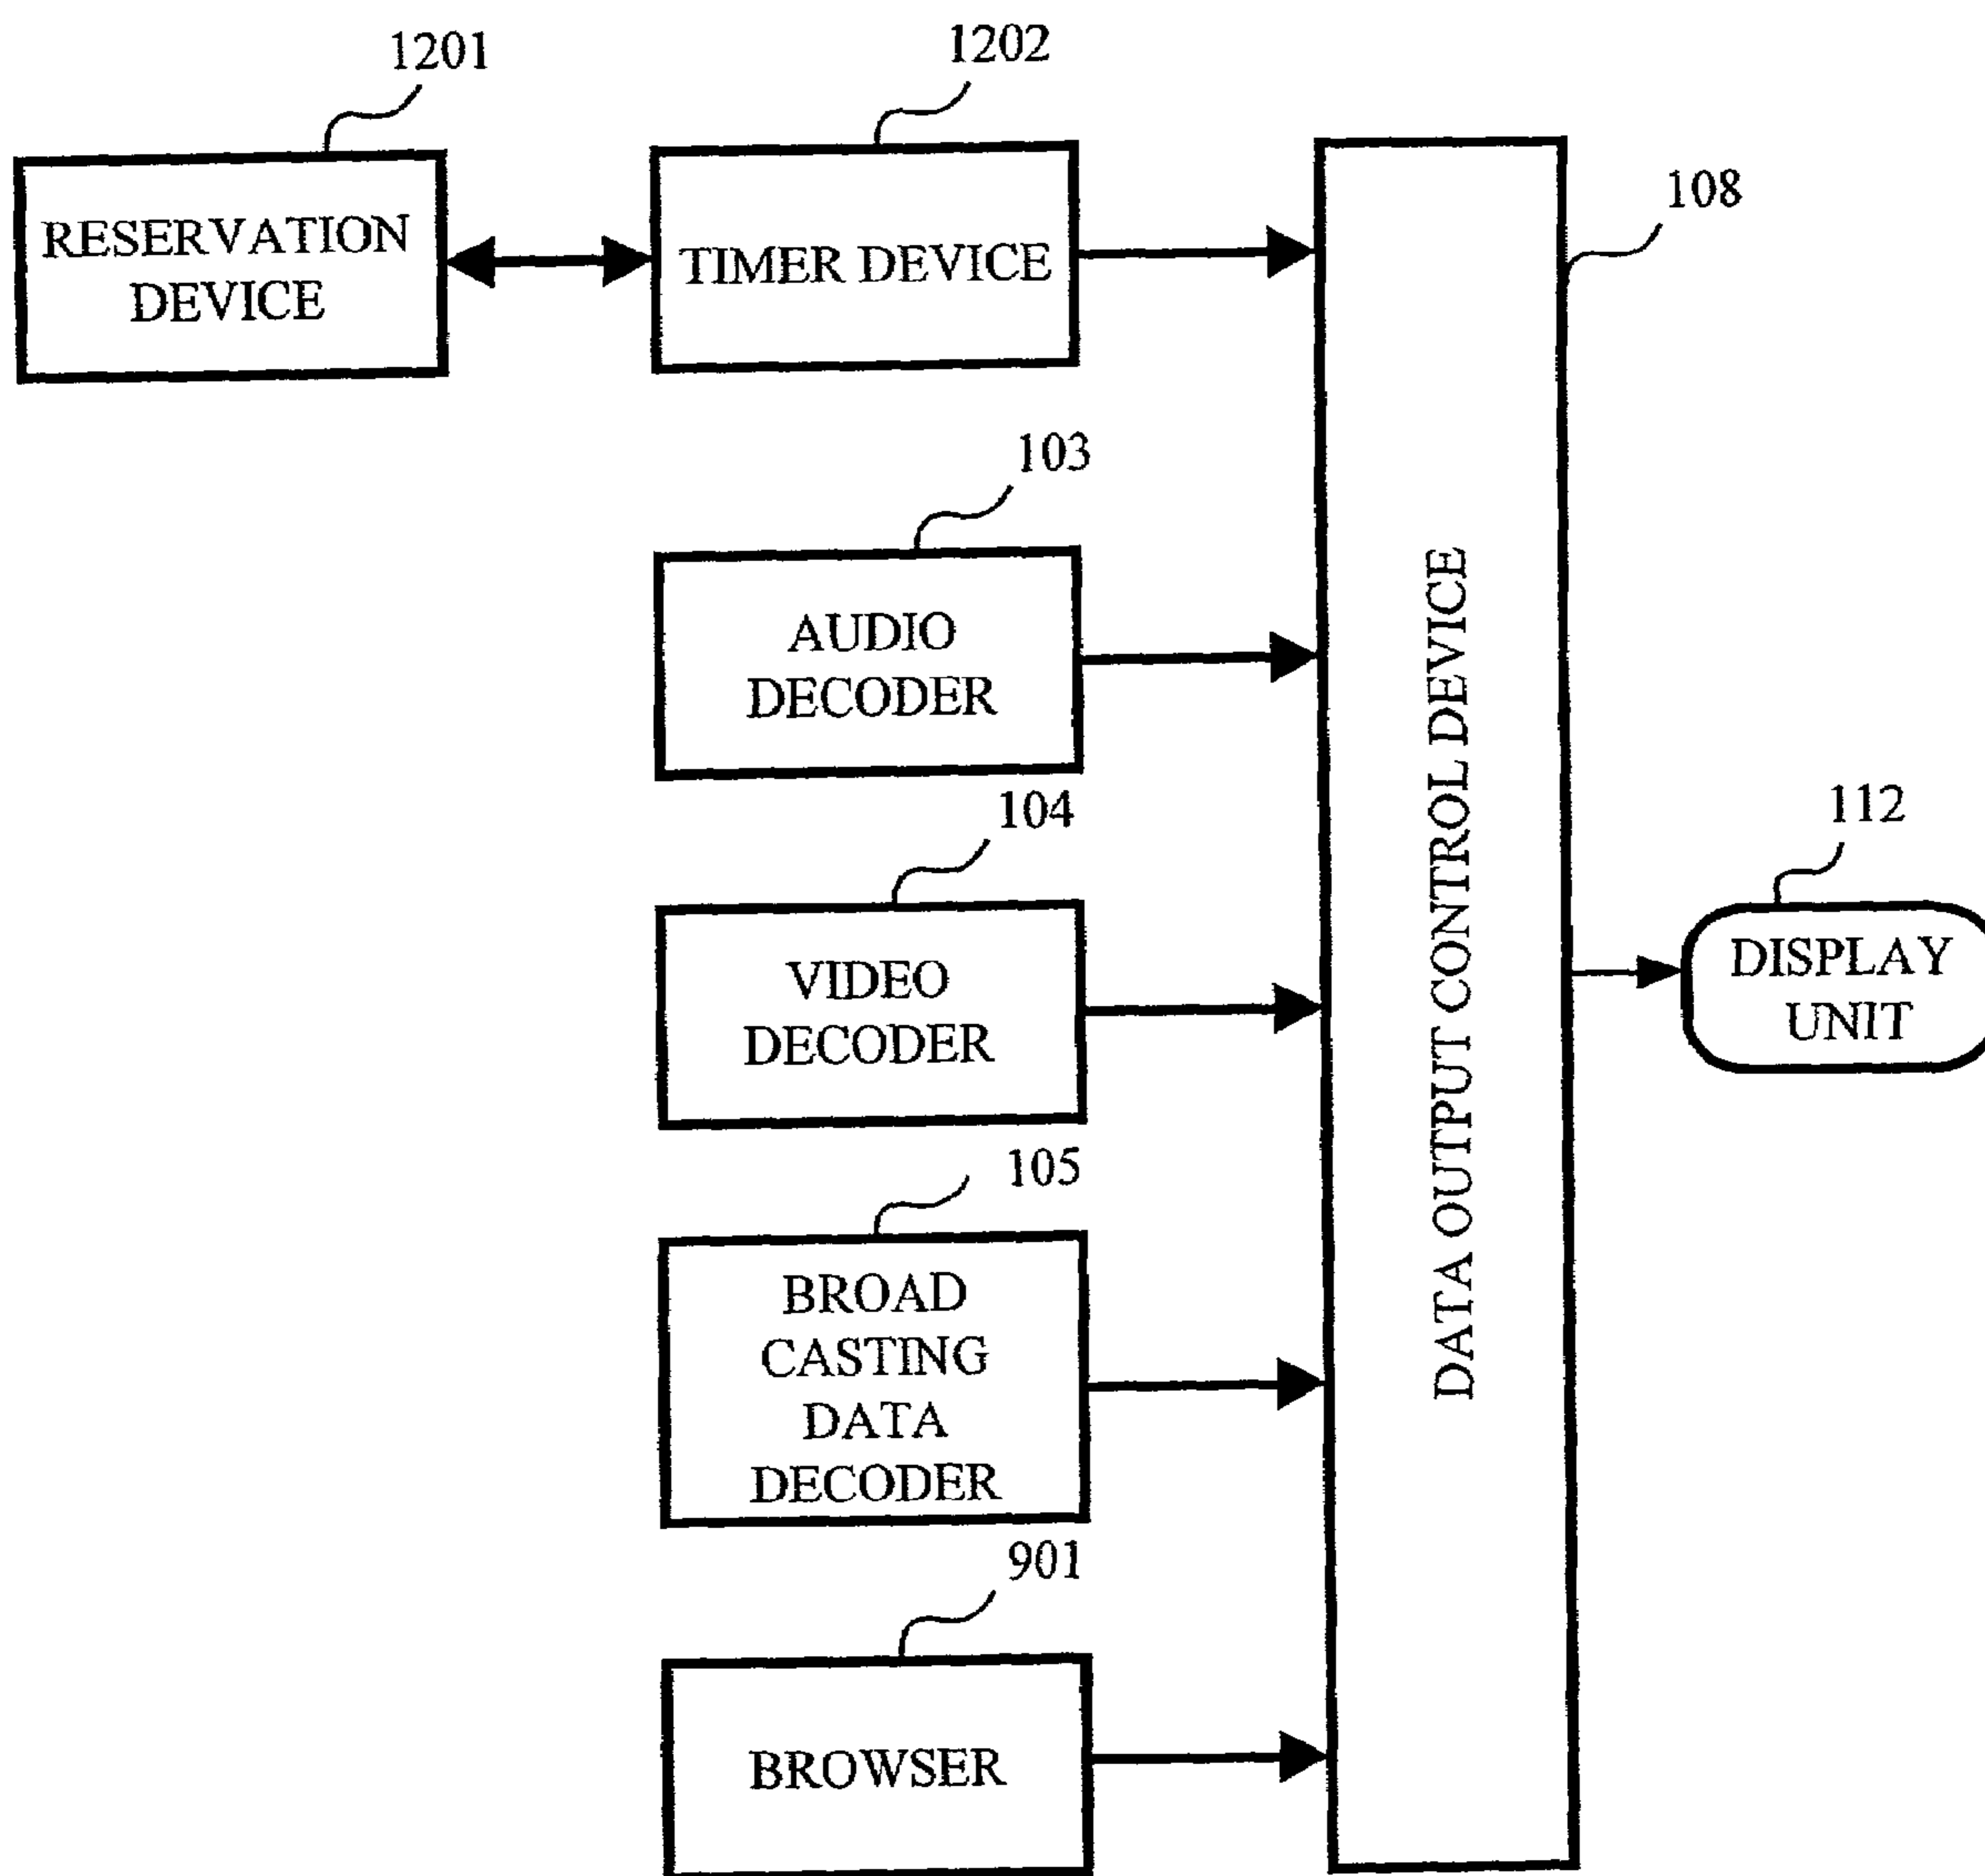 1201
1202
108
RESERVATION
DEVICE
TIMER DEVICE
103
AUDIO
DECODER
104
VIDEO
DECODER
105
BROAD
CASTING
DATA
DECODER
901
BROWSER
DATA OUTPUT CONTROL DEVICE
112
DISPLAY
UNIT